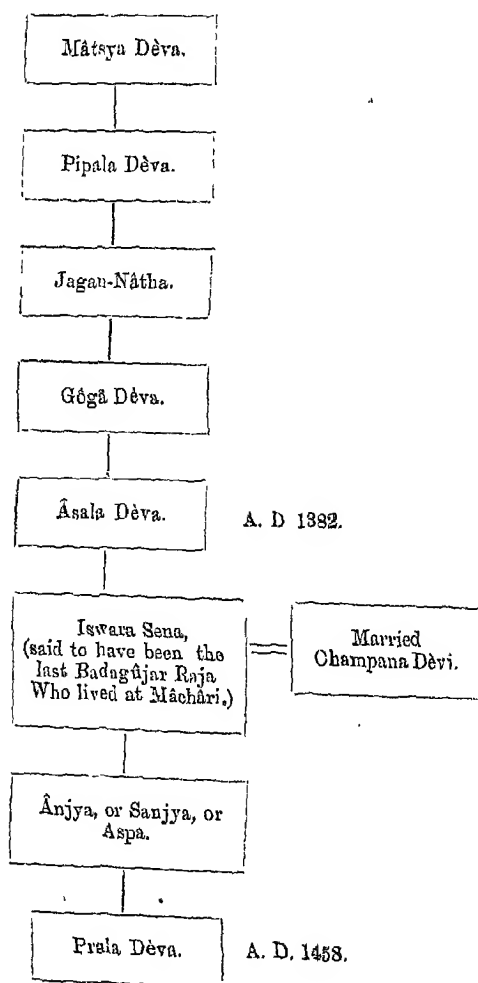 Mâtsya Dèva.
Pipala Dèva.
Jagan-Nâtha.
Gôgâ Dèva.
Âsala Dèva. A. D 1382.
Iswara Sena,
(said to have been the
last Badagûjar Raja
Who lived at Mâchâri.)
Married
Champana Dèvi.
Ânjya, or Sanjya, or
Aspa.
Prala Dèva. A. D. 1458.